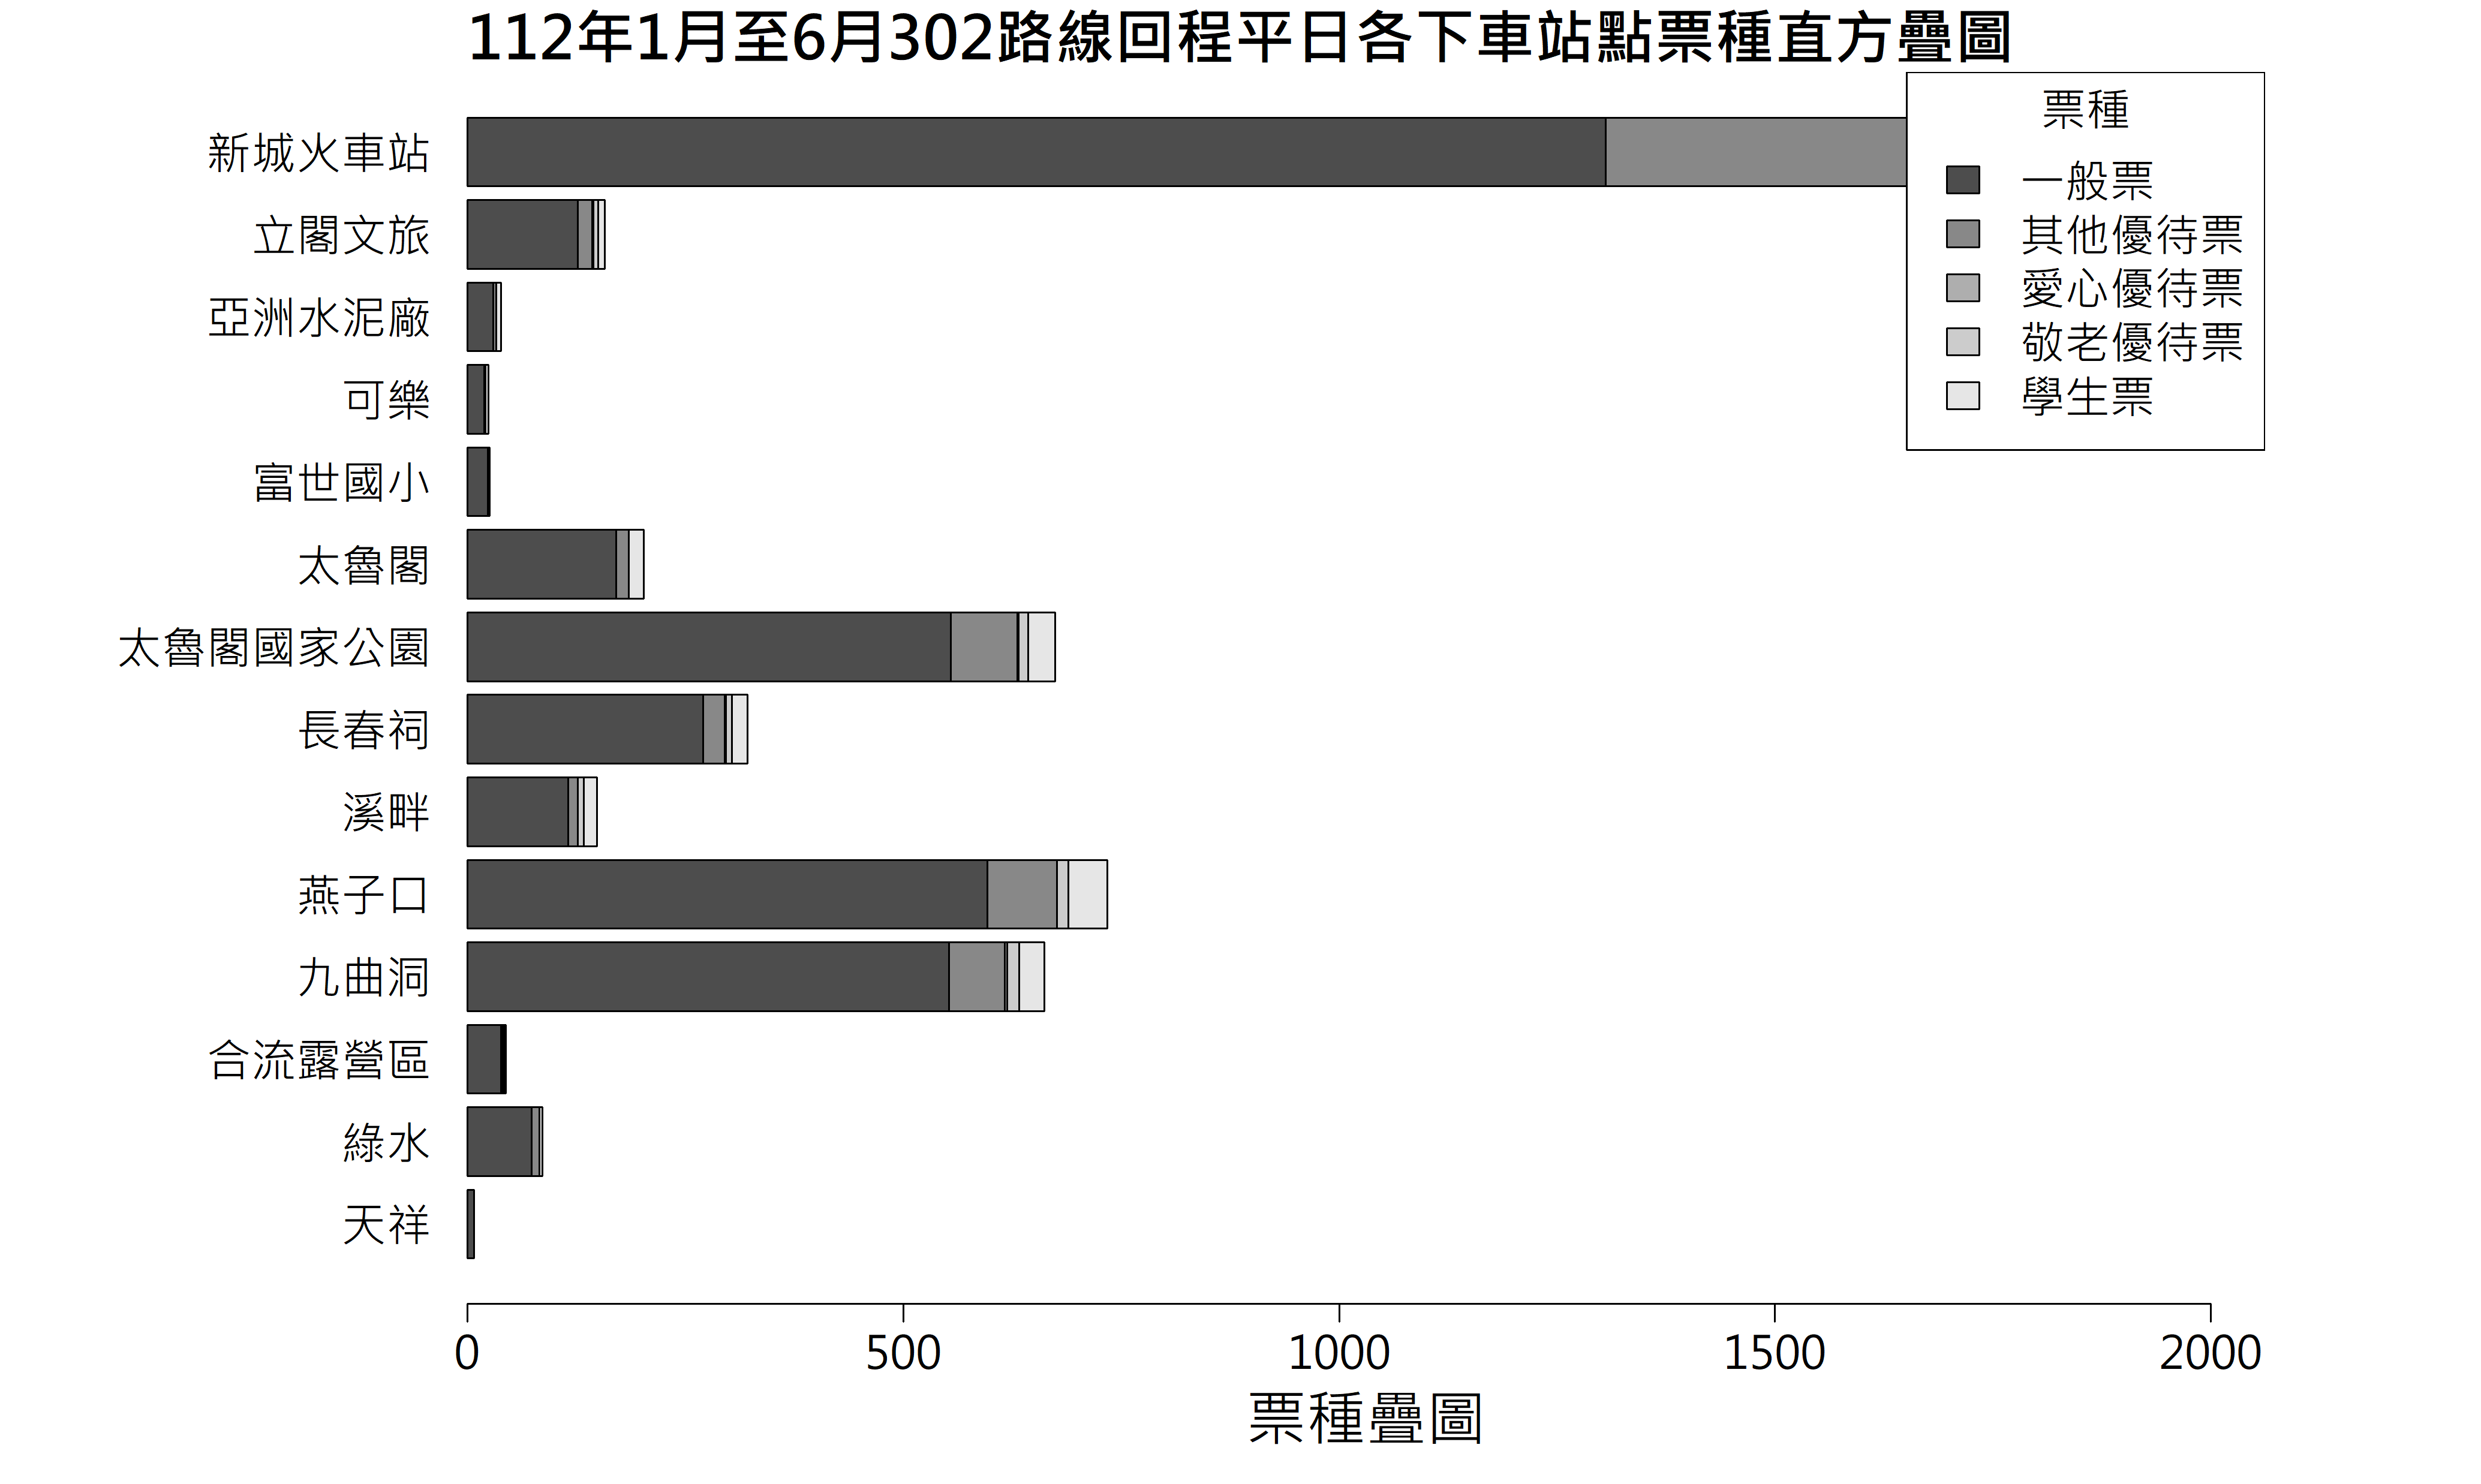 112年1月至6月302路線回程平日各下車站點票種直方疊圖
票種
一般票
其他優待票
愛心優待票
敬老優待票
學生票
新城火車站
立閣文旅
亞洲水泥廠
可樂
富世國小
太魯閣
太魯閣國家公園
長春祠
溪畔
燕子口
九曲洞
合流露營區
綠水
天祥
0 500 1000 1500 2000
票種疊圖